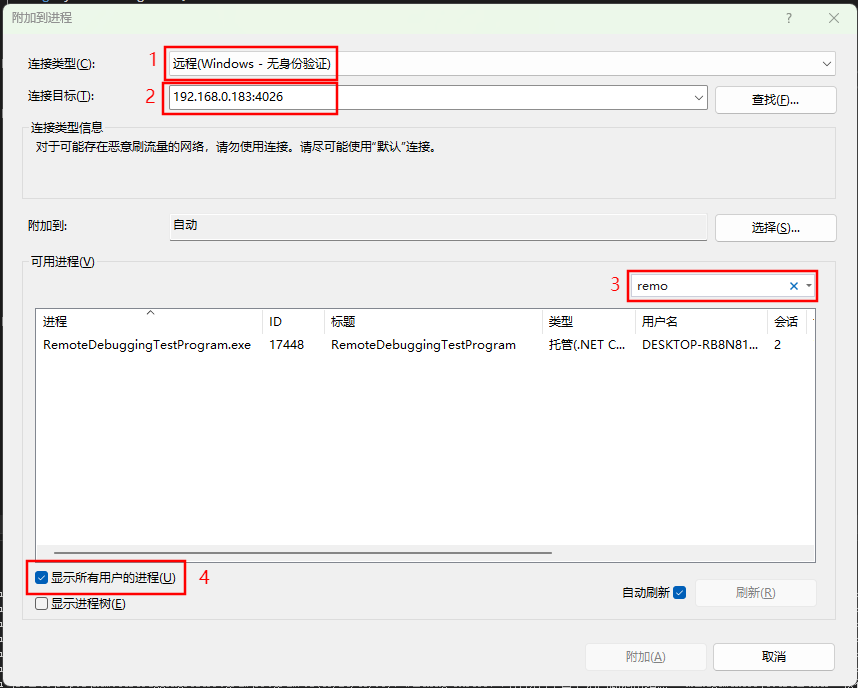 附加到进程
连接类型(C):
1
远程(Windows - 无身份验证)
连接目标(T):
2
192.168.0.183:4026
查找(F)...
连接类型信息
对于可能存在恶意刷流量的网络，请勿使用连接。请尽可能使用“默认”连接。
附加到:
自动
选择(S)...
可用进程(V)
3
remo
进程 ID 标题 类型 用户名 会话
RemoteDebuggingTestProgram.exe 17448 RemoteDebuggingTestProgram 托管(.NET C... DESKTOP-RB8N81... 2
显示所有用户的进程(U)
4
自动刷新
刷新(R)
显示进程树(E)
附加(A)
取消